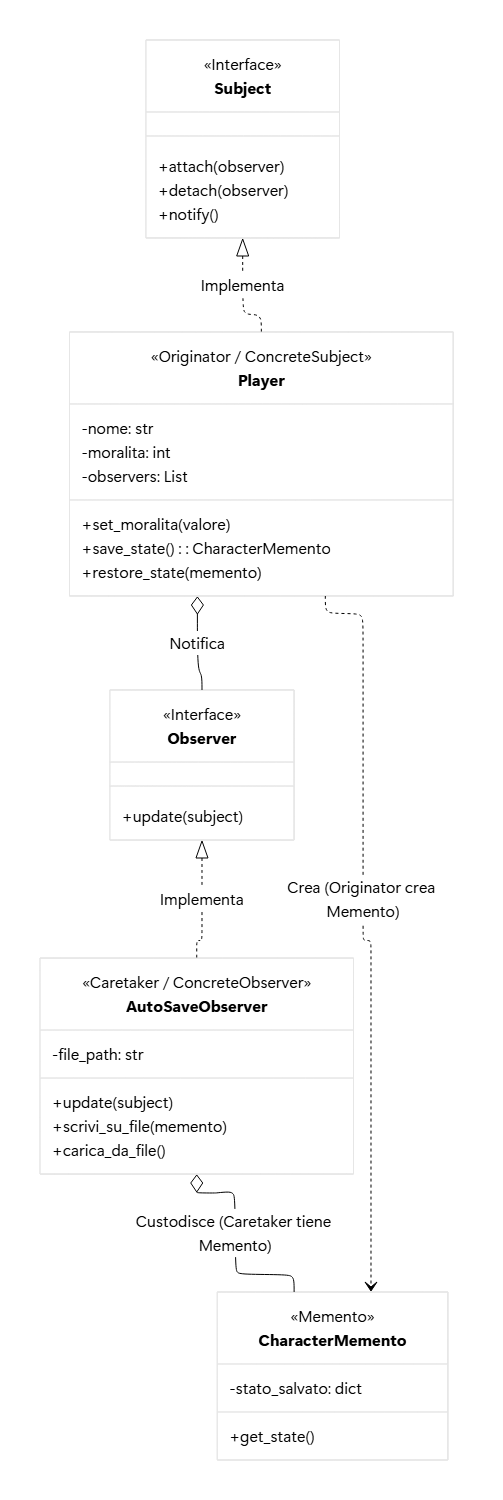 «Interface»
Subject
+attach(observer)
+detach(observer)
+notify()
Implementa
«Originator / ConcreteSubject»
Player
-nome: str
-moralita: int
-observers: List
+set_moralita(valore)
+save_state() : : CharacterMemento
+restore_state(memento)
Notifica
«Interface»
Observer
+update(subject)
Crea (Originator crea
Memento)
Implementa
«Caretaker / ConcreteObserver»
AutoSaveObserver
-file_path: str
+update(subject)
+scrivi_su_file(memento)
+carica_da_file()
Custodisce (Caretaker tiene
Memento)
«Memento»
CharacterMemento
-stato_salvato: dict
+get_state()